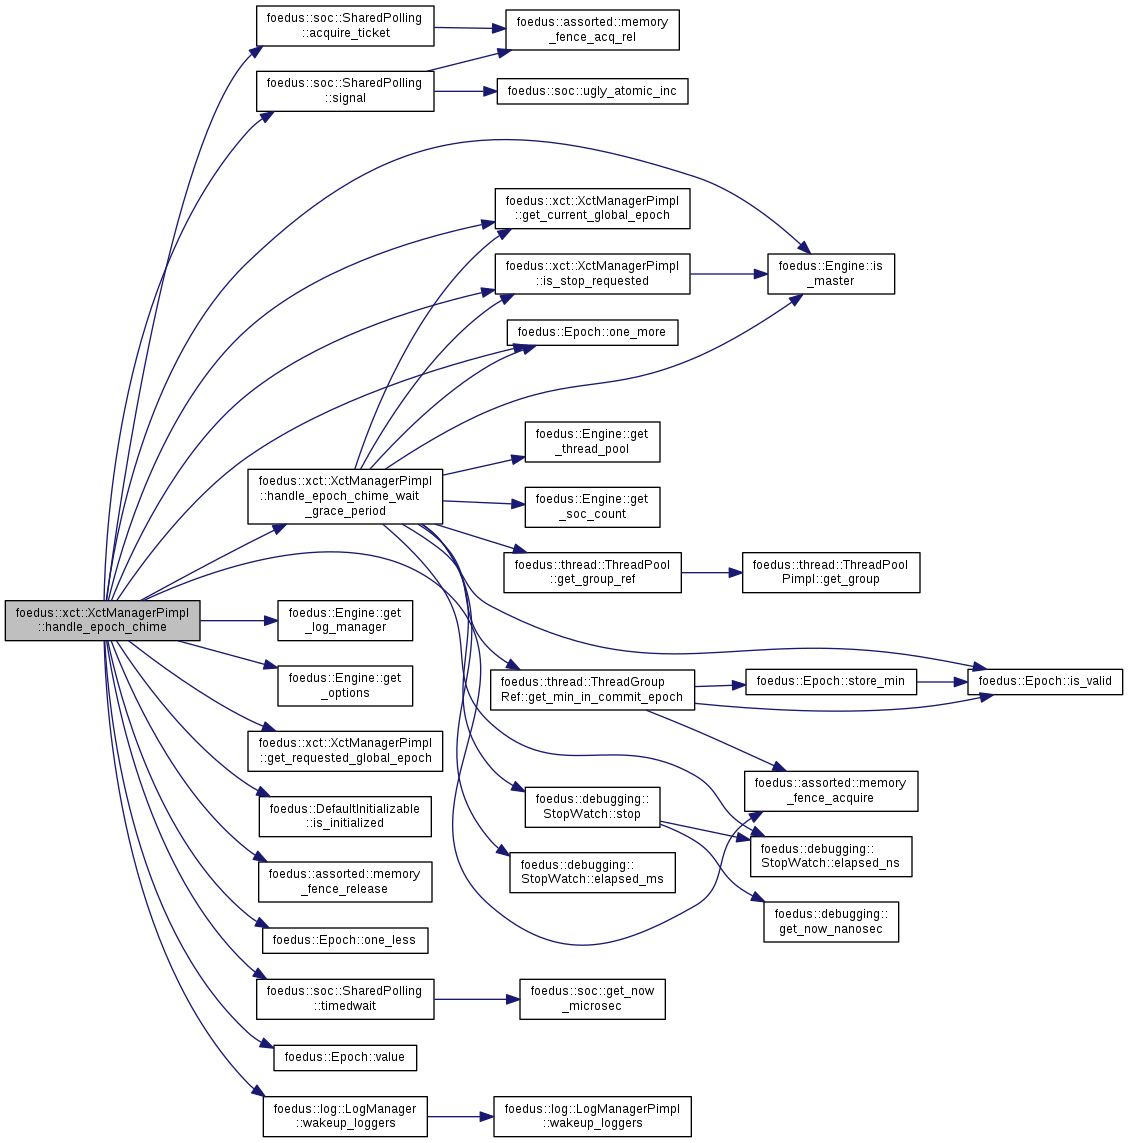 foedus::soc::SharedPolling
::acquire_ticket
foedus::assorted::memory
_fence_acq_rel
foedus::soc::SharedPolling
::signal
foedus::soc::ugly_atomic_inc
foedus::xct::XctManagerPimpl
::get_current_global_epoch
foedus::xct::XctManagerPimpl
::is_stop_requested
foedus::Engine::is
_master
foedus::Epoch::one_more
foedus::Engine::get
_thread_pool
foedus::xct::XctManagerPimpl
::handle_epoch_chime_wait
_grace_period
foedus::Engine::get
_soc_count
foedus::thread::ThreadPool
::get_group_ref
foedus::thread::ThreadPool
Pimpl::get_group
foedus::xct::XctManagerPimpl
::handle_epoch_chime
foedus::Engine::get
_log_manager
foedus::Engine::get
_options
foedus::thread::ThreadGroup
Ref::get_min_in_commit_epoch
foedus::Epoch::store_min
foedus::Epoch::is_valid
foedus::xct::XctManagerPimpl
::get_requested_global_epoch
foedus::assorted::memory
_fence_acquire
foedus::DefaultInitializable
::is_initialized
foedus::debugging::
StopWatch::stop
foedus::debugging::
StopWatch::elapsed_ns
foedus::assorted::memory
_fence_release
foedus::debugging::
StopWatch::elapsed_ms
foedus::debugging::
get_now_nanosec
foedus::Epoch::one_less
foedus::soc::SharedPolling
::timedwait
foedus::soc::get_now
_microsec
foedus::Epoch::value
foedus::log::LogManager
::wakeup_loggers
foedus::log::LogManagerPimpl
::wakeup_loggers